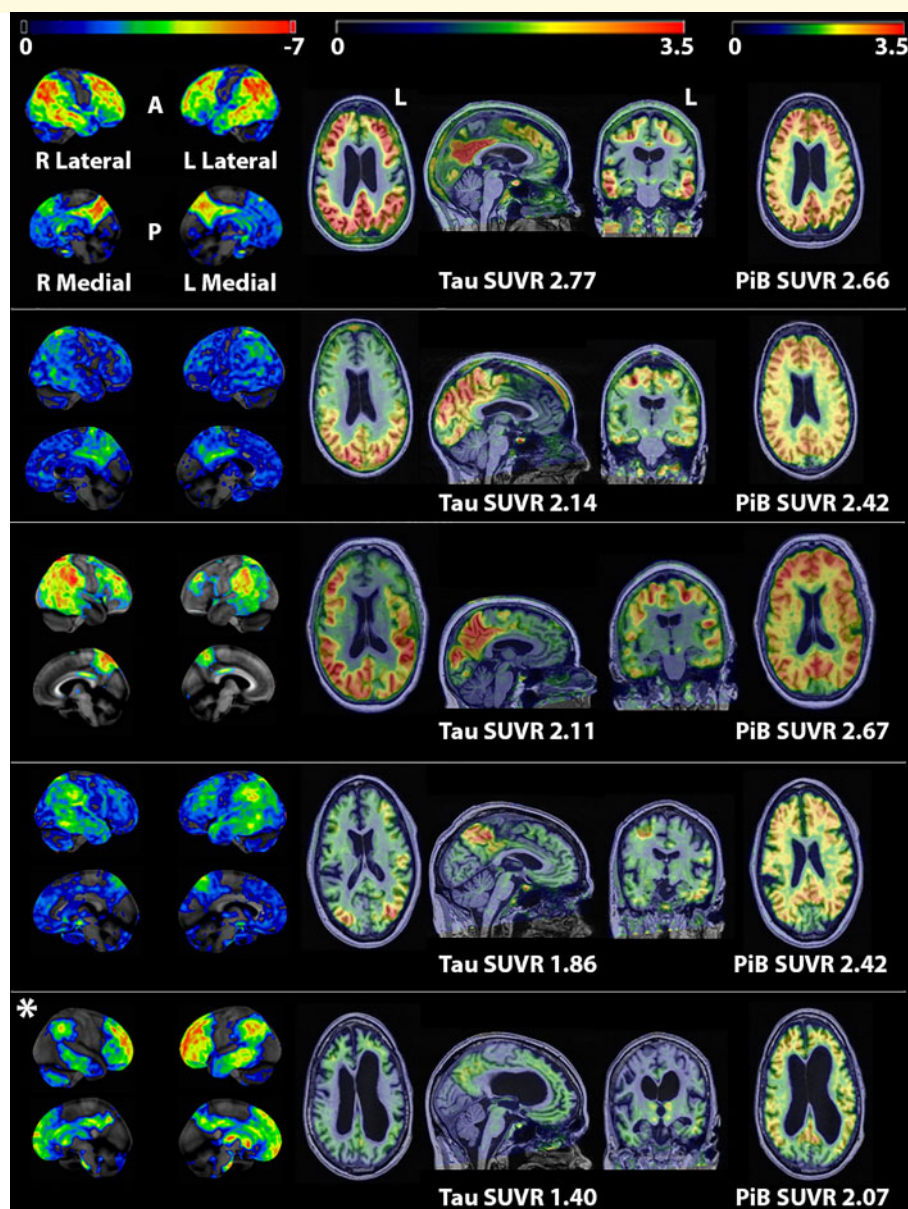 0 -7 0 3.5 0 3.5
L L
A
R Lateral L Lateral
P
R Medial L Medial
Tau SUVR 2.77 PiB SUVR 2.66
Tau SUVR 2.14 PiB SUVR 2.42
Tau SUVR 2.11 PiB SUVR 2.67
Tau SUVR 1.86 PiB SUVR 2.42
*
Tau SUVR 1.40 PiB SUVR 2.07